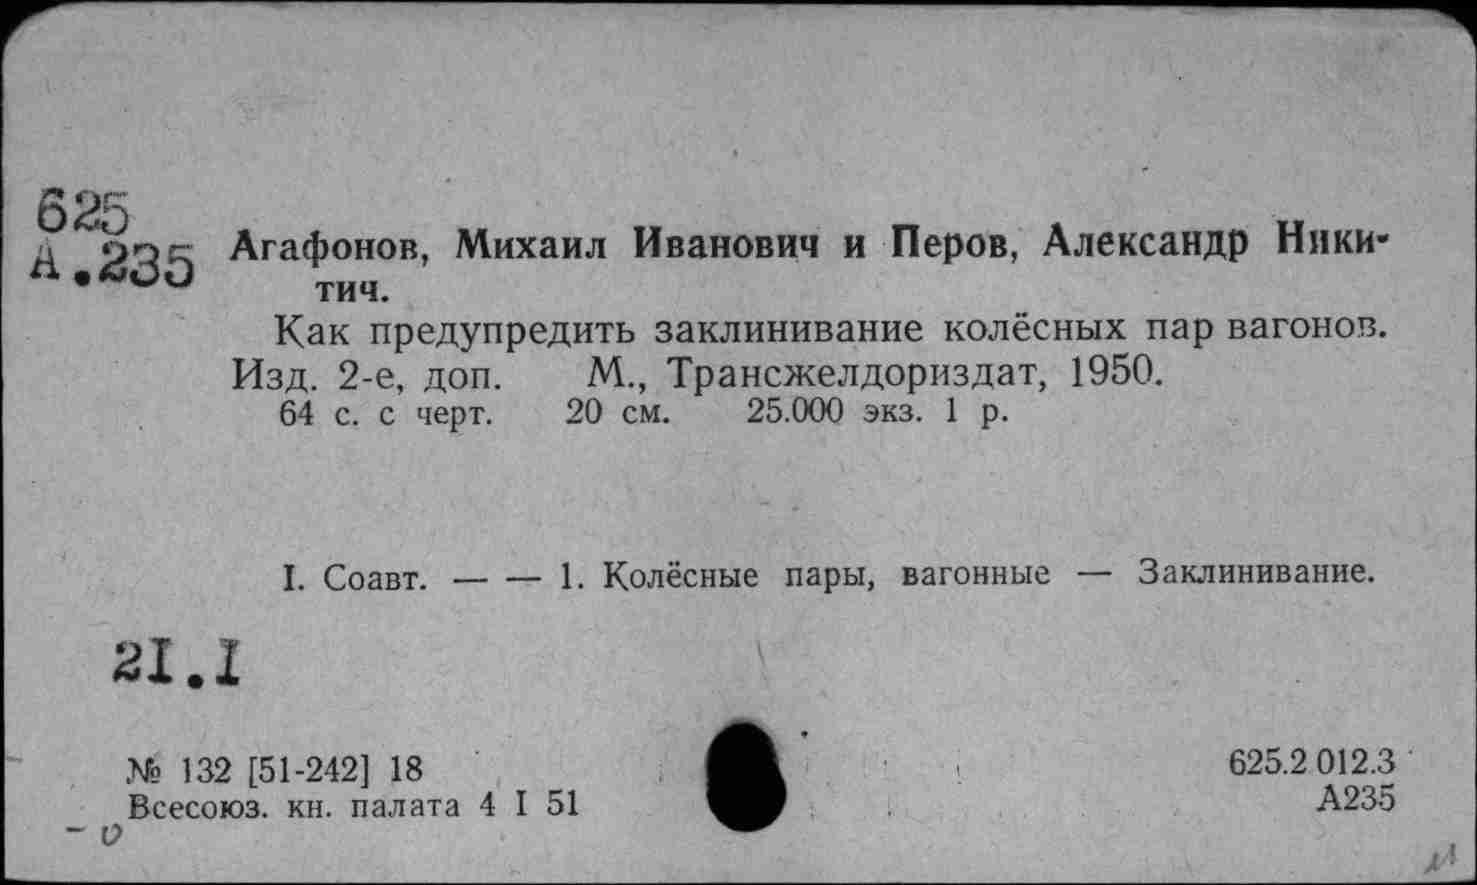 625
А.235
Агафонов, Михаил Иванович и Перов, Александр Ники-
тич.
Как предупредить заклинивание колёсных пар вагонов.
Изд. 2-е, доп. М., Трансжелдориздат, 1950.
64 с. с черт. 20 см. 25.000 экз. 1 р.
I. Соавт. — — 1. Колёсные пары, вагонные — Заклинивание.
21.I
№ 132 [51-242] 18
Всесоюз. кн. палата 4 I 51
625.2.012.3
А235